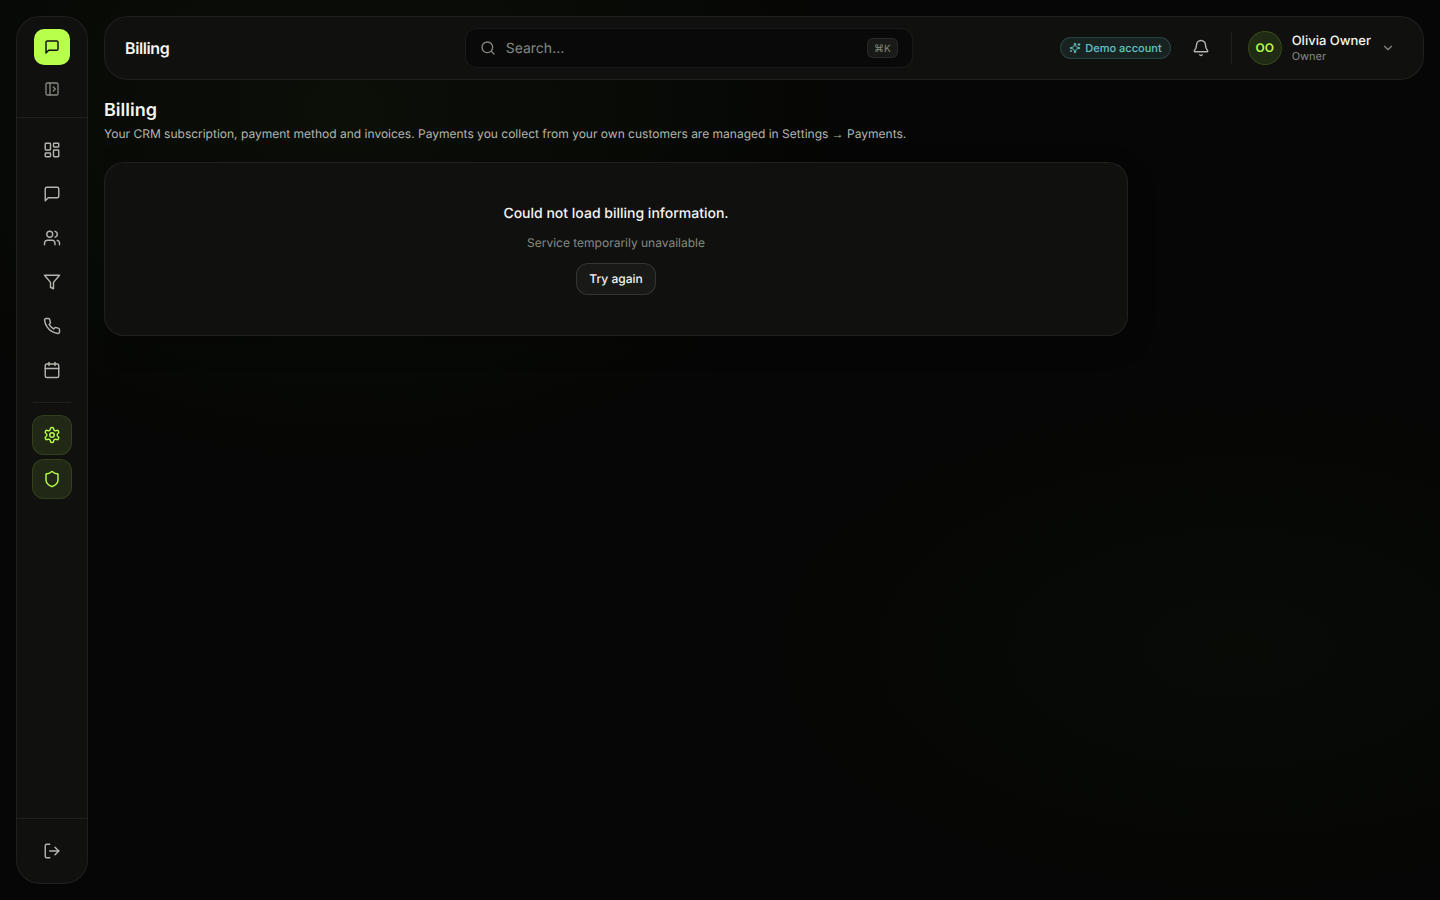 Billing
Search...
⌘K
Demo account
OO
Olivia Owner
Owner
Billing
Your CRM subscription, payment method and invoices. Payments you collect from your own customers are managed in Settings → Payments.
Could not load billing information.
Service temporarily unavailable
Try again